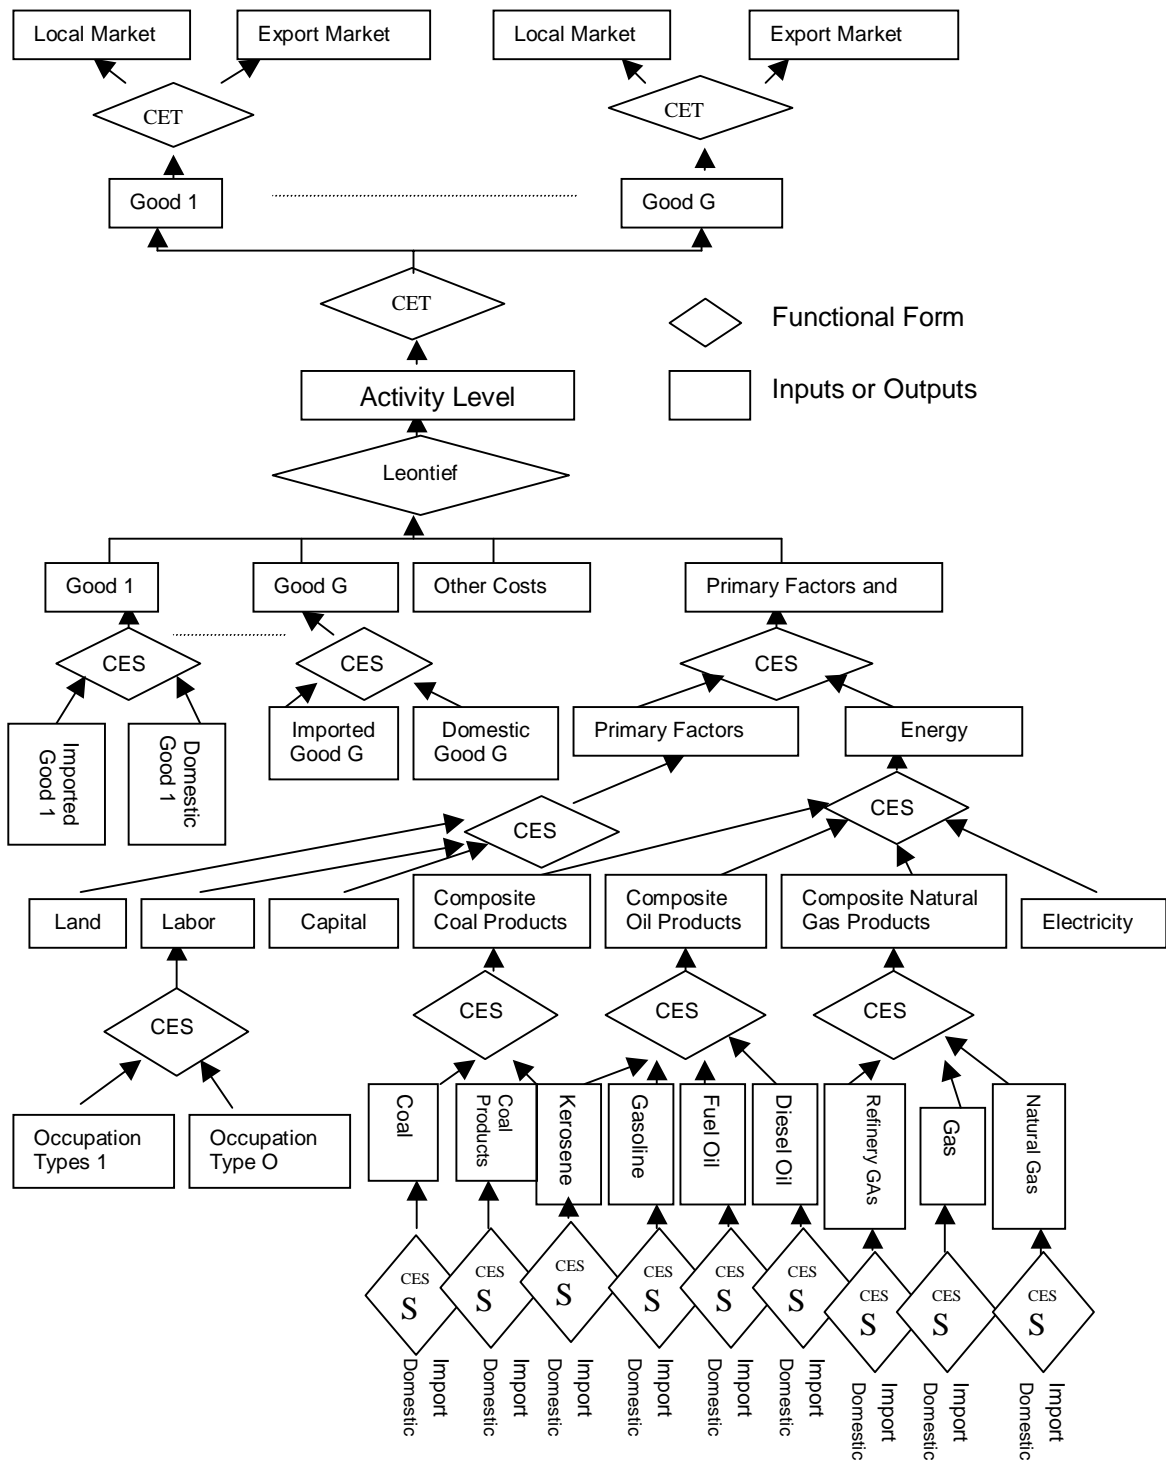 Local Market
Export Market
Local Market
Export Market
CET
CET
Good 1
Good G
CET
Functional Form
Activity Level
Inputs or Outputs
Leontief
Good 1
Good G
Other Costs
Primary Factors and
CES
CES
CES
Imported
Good 1
Domestic
Good 1
Imported
Good G
Domestic
Good G
Primary Factors
Energy
CES
CES
Land
Labor
Capital
Composite
Coal Products
Composite
Oil Products
Composite Natural
Gas Products
Electricity
CES
CES
CES
CES
Occupation
Types 1
Occupation
Type O
Coal
Coal
Products
Kerosene
Gasoline
Fuel Oil
Diesel Oil
Refinery GAs
Gas
Natural Gas
CES
S
CES
S
CES
S
CES
S
CES
S
CES
S
CES
S
CES
S
CES
S
Import
Domestic
Import
Domestic
Import
Domestic
Import
Domestic
Import
Domestic
Import
Domestic
Import
Domestic
Import
Domestic
Import
Domestic